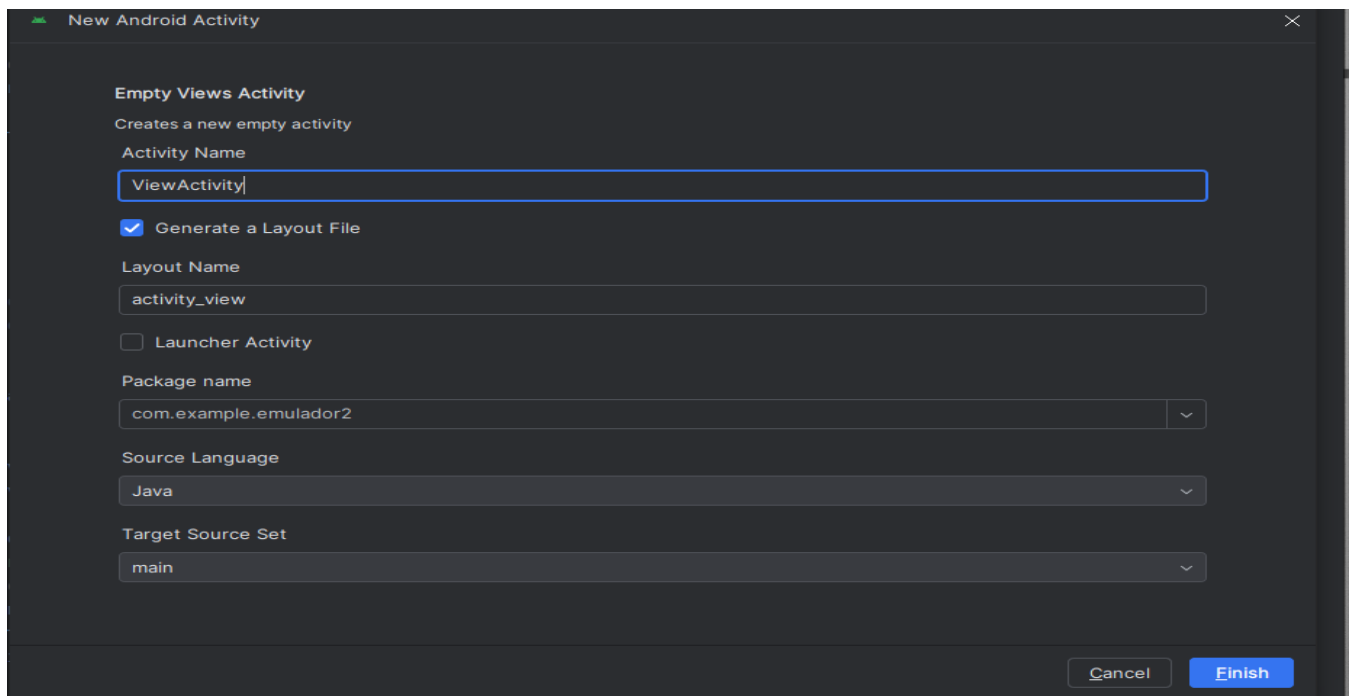 New Android Activity
Empty Views Activity
Creates a new empty activity
Activity Name
ViewActivity
Generate a Layout File
Layout Name
activity_view
Launcher Activity
Package name
com.example.emulador2
Source Language
Java
Target Source Set
main
Cancel
Finish